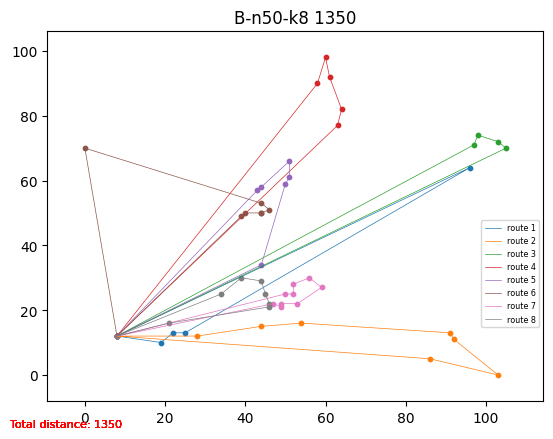 B-n50-k8 1350
100
80
60
40
20
0
0 20 40 60 80 100
route 1
route 2
route 3
route 4
route 5
route 6
route 7
route 8
Total distance: 1350